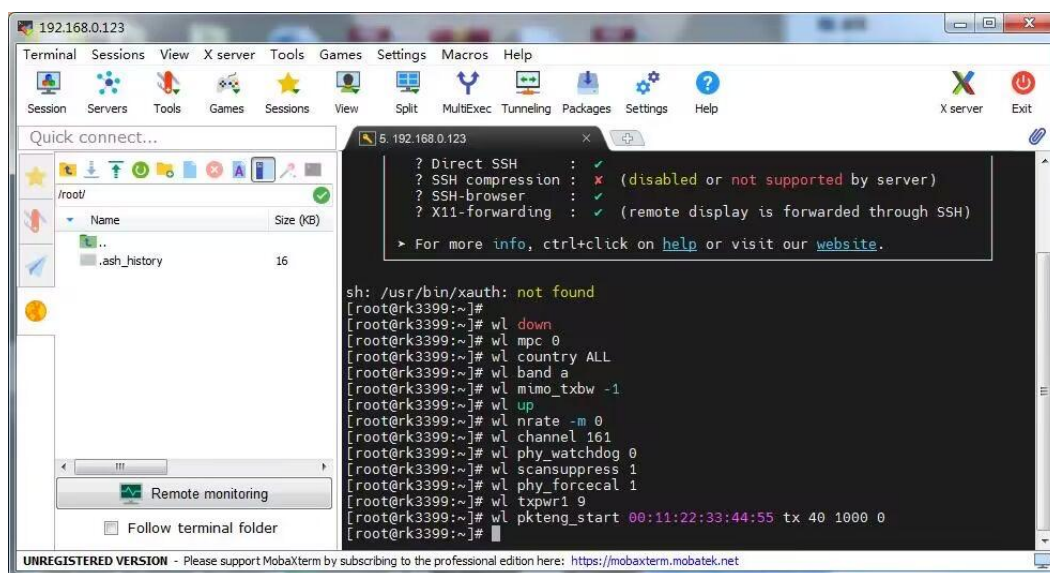 192.168.0.123
Terminal Sessions View X server Tools Games Settings Macros Help
Session Servers Tools Games Sessions View Split MultiExec Tunneling Packages Settings Help X server Exit
Quick connect...
5. 192.168.0.123
/root/
Name Size (KB)
..
.ash_history 16
Remote monitoring
Follow terminal folder
? Direct SSH : ✔
? SSH compression : ✘ (disabled or not supported by server)
? SSH-browser : ✔
? X11-forwarding : ✔ (remote display is forwarded through SSH)
➤ For more info, ctrl+click on help or visit our website.
sh: /usr/bin/xauth: not found
[root@rk3399:~]#
[root@rk3399:~]# wl down
[root@rk3399:~]# wl mpc 0
[root@rk3399:~]# wl country ALL
[root@rk3399:~]# wl band a
[root@rk3399:~]# wl mimo_txbw -1
[root@rk3399:~]# wl up
[root@rk3399:~]# wl nrate -m 0
[root@rk3399:~]# wl channel 161
[root@rk3399:~]# wl phy_watchdog 0
[root@rk3399:~]# wl scansuppress 1
[root@rk3399:~]# wl phy_forcecal 1
[root@rk3399:~]# wl txpwr1 9
[root@rk3399:~]# wl pkteng_start 00:11:22:33:44:55 tx 40 1000 0
[root@rk3399:~]#
UNREGISTERED VERSION - Please support MobaXterm by subscribing to the professional edition here: https://mobaxterm.mobatek.net